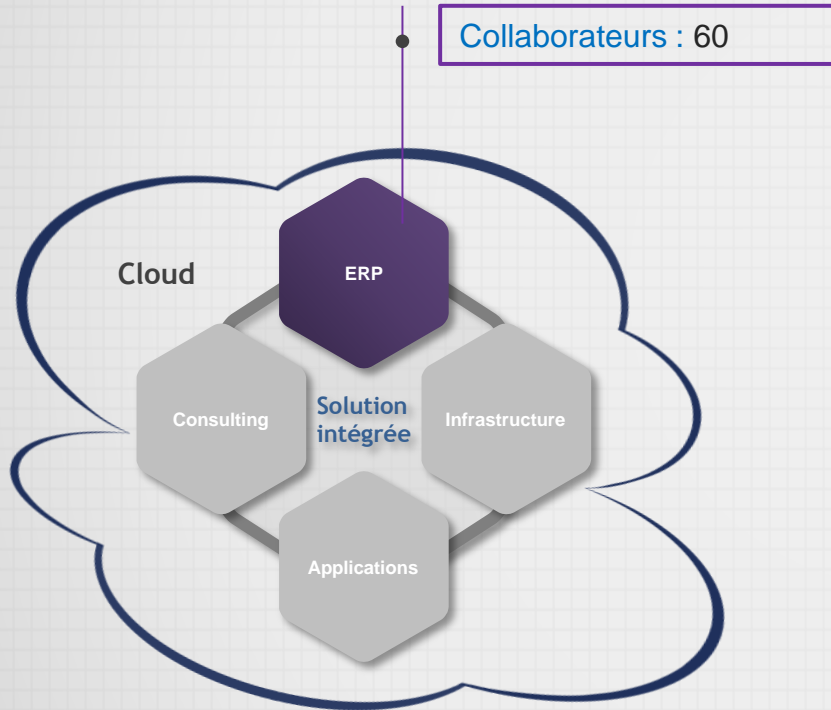 Collaborateurs : 60
Cloud
ERP
Consulting
Solution
intégrée
Infrastructure
Applications